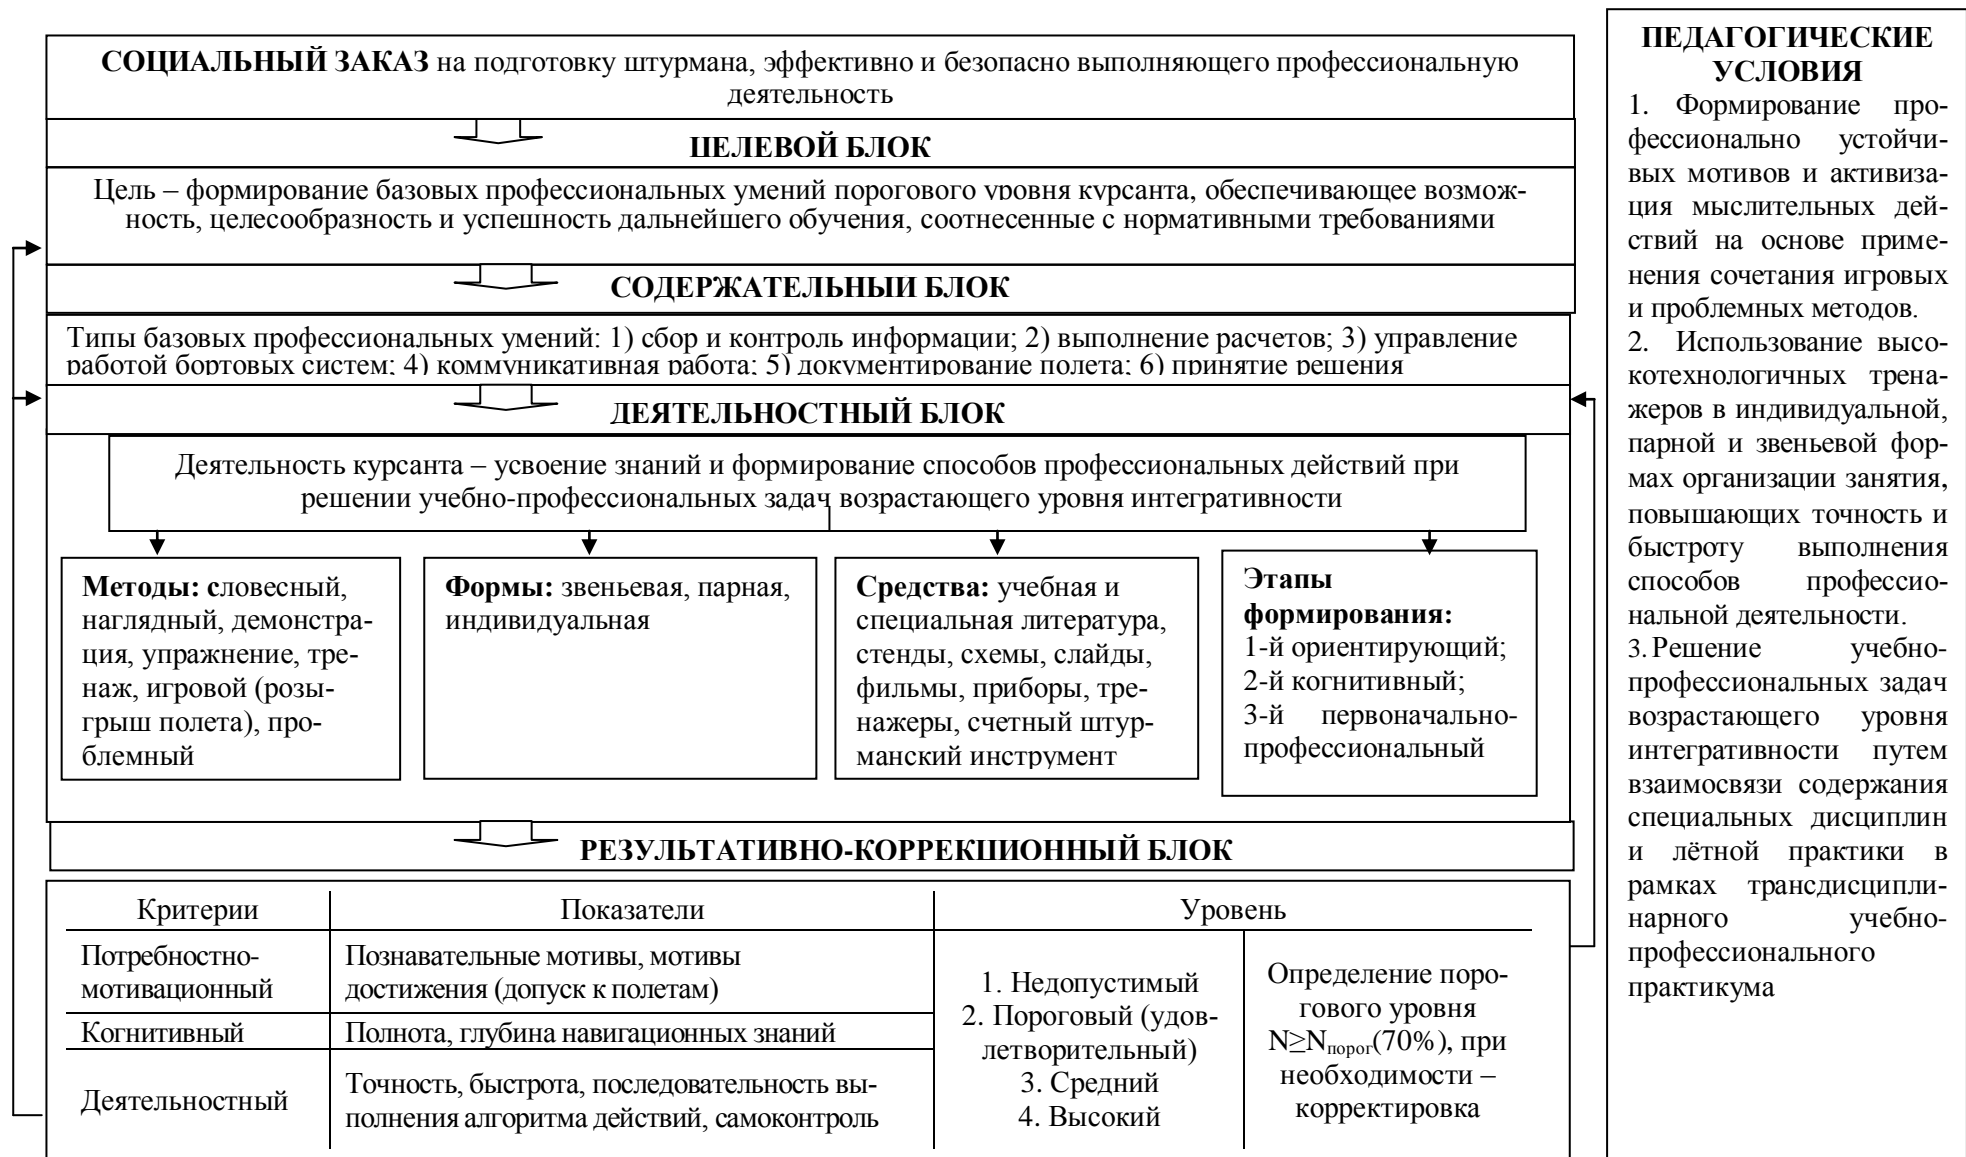 СОЦИАЛЬНЫЙ ЗАКАЗ на подготовку штурмана, эффективно и безопасно выполняющего профессиональную
деятельность
ЦЕЛЕВОЙ БЛОК
Цель – формирование базовых профессиональных умений порогового уровня курсанта, обеспечивающее возмож-
ность, целесообразность и успешность дальнейшего обучения, соотнесенные с нормативными требованиями
СОДЕРЖАТЕЛЬНЫЙ БЛОК
Типы базовых профессиональных умений: 1) сбор и контроль информации; 2) выполнение расчетов; 3) управление
работой бортовых систем; 4) коммуникативная работа; 5) документирование полета; 6) принятие решения
ДЕЯТЕЛЬНОСТНЫЙ БЛОК
Деятельность курсанта – усвоение знаний и формирование способов профессиональных действий при
решении учебно-профессиональных задач возрастающего уровня интегративности
Методы: словесный,
наглядный, демонстра-
ция, упражнение, тре-
наж, игровой (розы-
грыш полета), про-
блемный
Формы: звеньевая, парная,
индивидуальная
Средства: учебная и
специальная литература,
стенды, схемы, слайды,
фильмы, приборы, тре-
нажеры, счетный штур-
манский инструмент
Этапы
формирования:
1-й ориентирующий;
2-й когнитивный;
3-й первоначально-
профессиональный
РЕЗУЛЬТАТИВНО-КОРРЕКЦИОННЫЙ БЛОК
Критерии
Показатели
Уровень
Потребностно-
мотивационный
Познавательные мотивы, мотивы
достижения (допуск к полетам)
Когнитивный
Полнота, глубина навигационных знаний
Деятельностный
Точность, быстрота, последовательность вы-
полнения алгоритма действий, самоконтроль
1. Недопустимый
2. Пороговый (удов-
летворительный)
3. Средний
4. Высокий
Определение поро-
гового уровня
N≥Nпорог(70%), при
необходимости –
корректировка
ПЕДАГОГИЧЕСКИЕ
УСЛОВИЯ
1. Формирование про-
фессионально устойчи-
вых мотивов и активиза-
ция мыслительных дей-
ствий на основе приме-
нения сочетания игровых
и проблемных методов.
2. Использование высо-
котехнологичных трена-
жеров в индивидуальной,
парной и звеньевой фор-
мах организации занятия,
повышающих точность и
быстроту выполнения
способов профессио-
нальной деятельности.
3. Решение учебно-
профессиональных задач
возрастающего уровня
интегративности путем
взаимосвязи содержания
специальных дисциплин
и лётной практики в
рамках трансдисципли-
нарного учебно-
профессионального
практикума